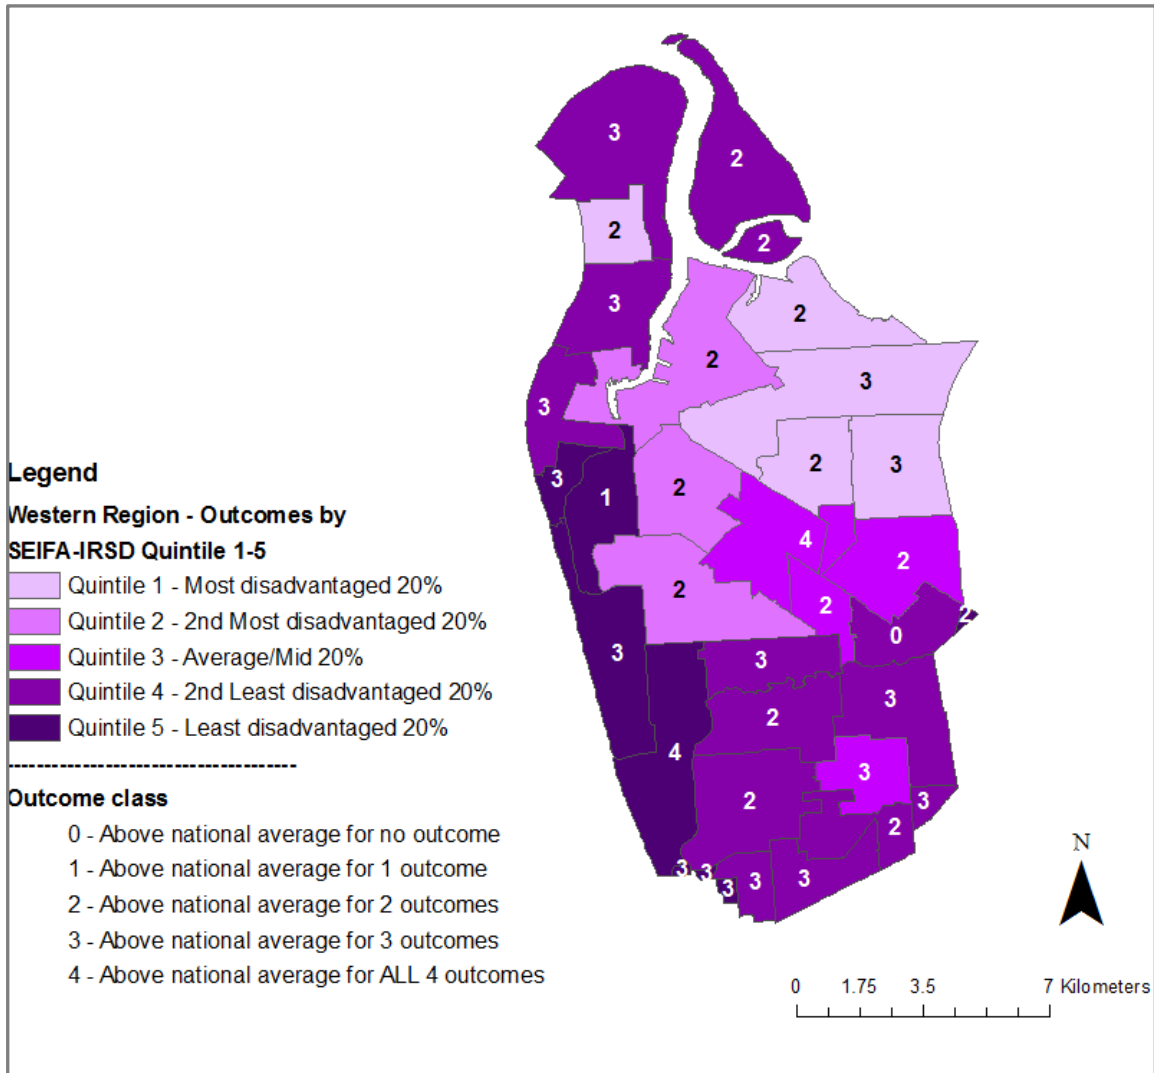 3
2
2
2
3
2
2
3
3
2
3
3
2
1
4
2
2
2
2
0
3
3
3
2
4
3
2
3
2
3
3
3
3
3
Legend
Western Region - Outcomes by
SEIFA-IRSD Quintile 1-5
Quintile 1 - Most disadvantaged 20%
Quintile 2 - 2nd Most disadvantaged 20%
Quintile 3 - Average/Mid 20%
Quintile 4 - 2nd Least disadvantaged 20%
Quintile 5 - Least disadvantaged 20%
-------------------------------------
Outcome class
0 - Above national average for no outcome
1 - Above national average for 1 outcome
2 - Above national average for 2 outcomes
3 - Above national average for 3 outcomes
4 - Above national average for ALL 4 outcomes
N
0 1.75 3.5 7 Kilometers